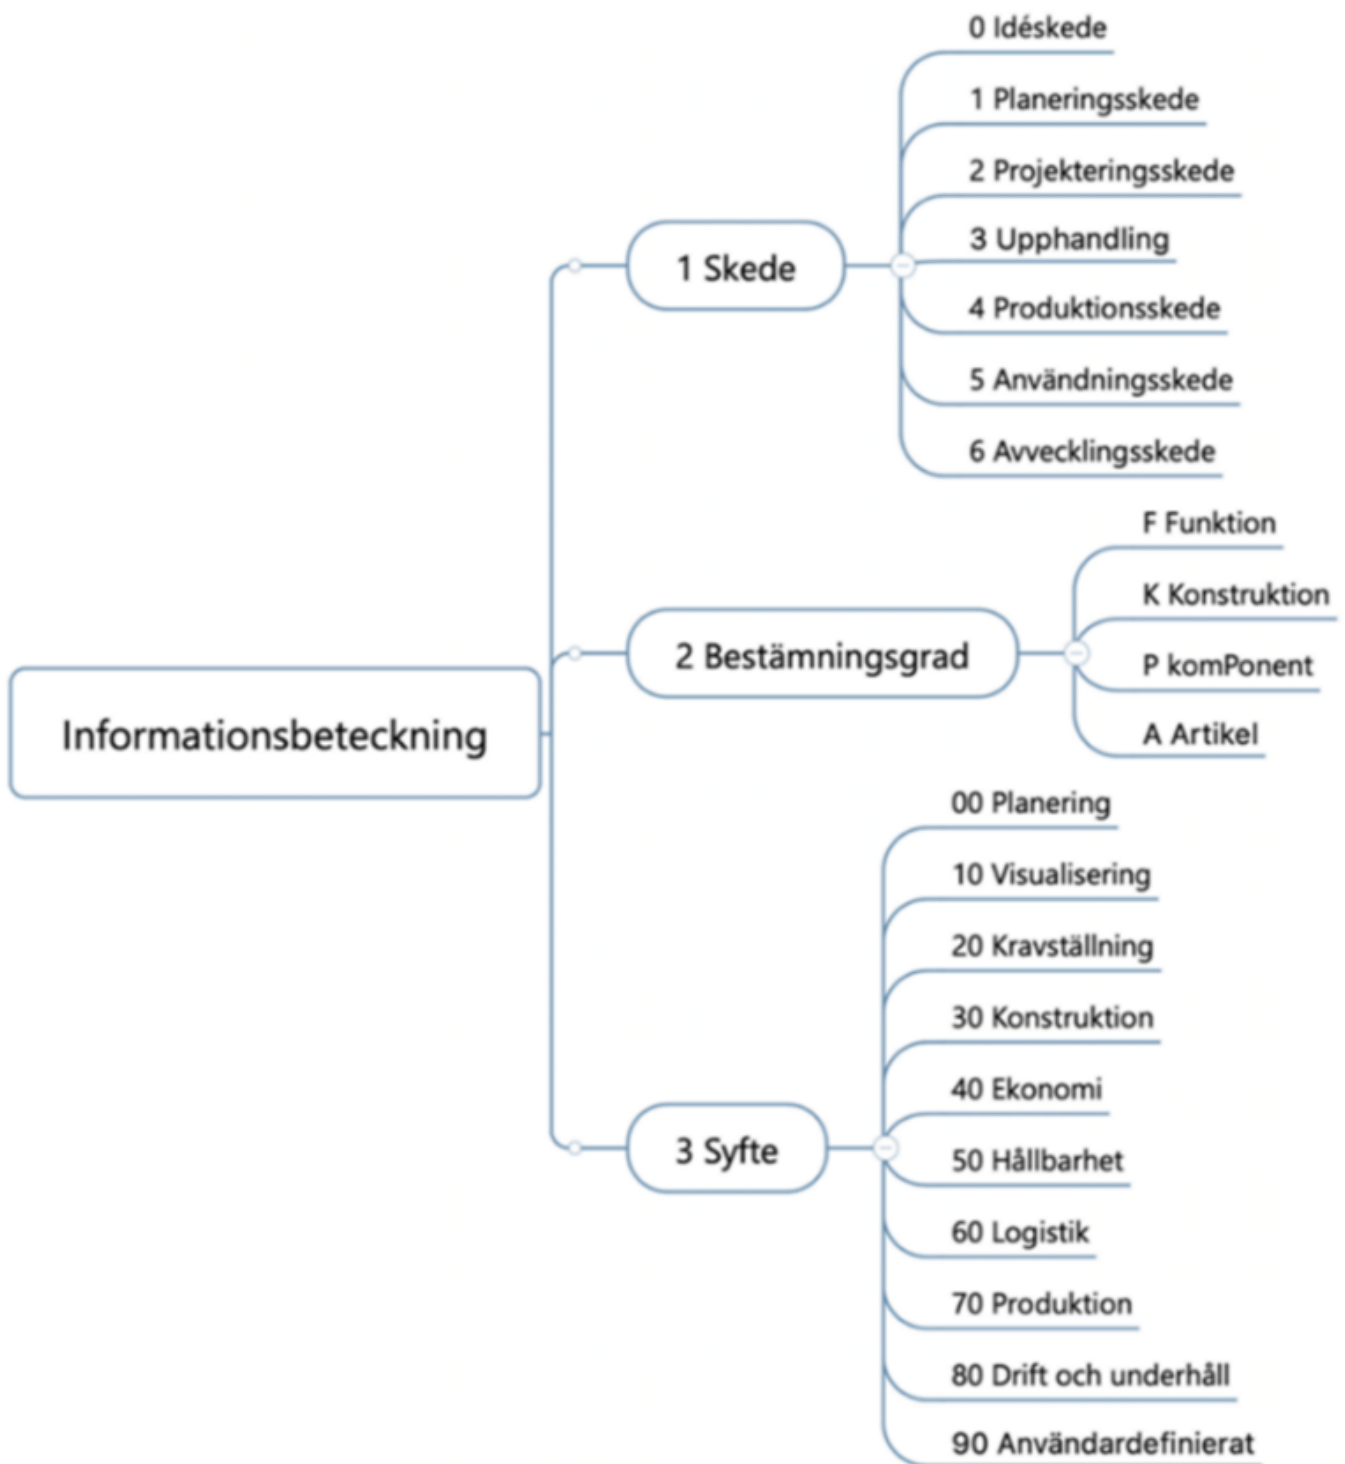 Informationsbeteckning
1 Skede
0 Idéskede
1 Planeringsskede
2 Projekteringsskede
3 Upphandling
4 Produktionsskede
5 Användningsskede
6 Avvecklingsskede
2 Bestämningsgrad
F Funktion
K Konstruktion
P komPonent
A Artikel
3 Syfte
00 Planering
10 Visualisering
20 Kravställning
30 Konstruktion
40 Ekonomi
50 Hållbarhet
60 Logistik
70 Produktion
80 Drift och underhåll
90 Användardefinierat